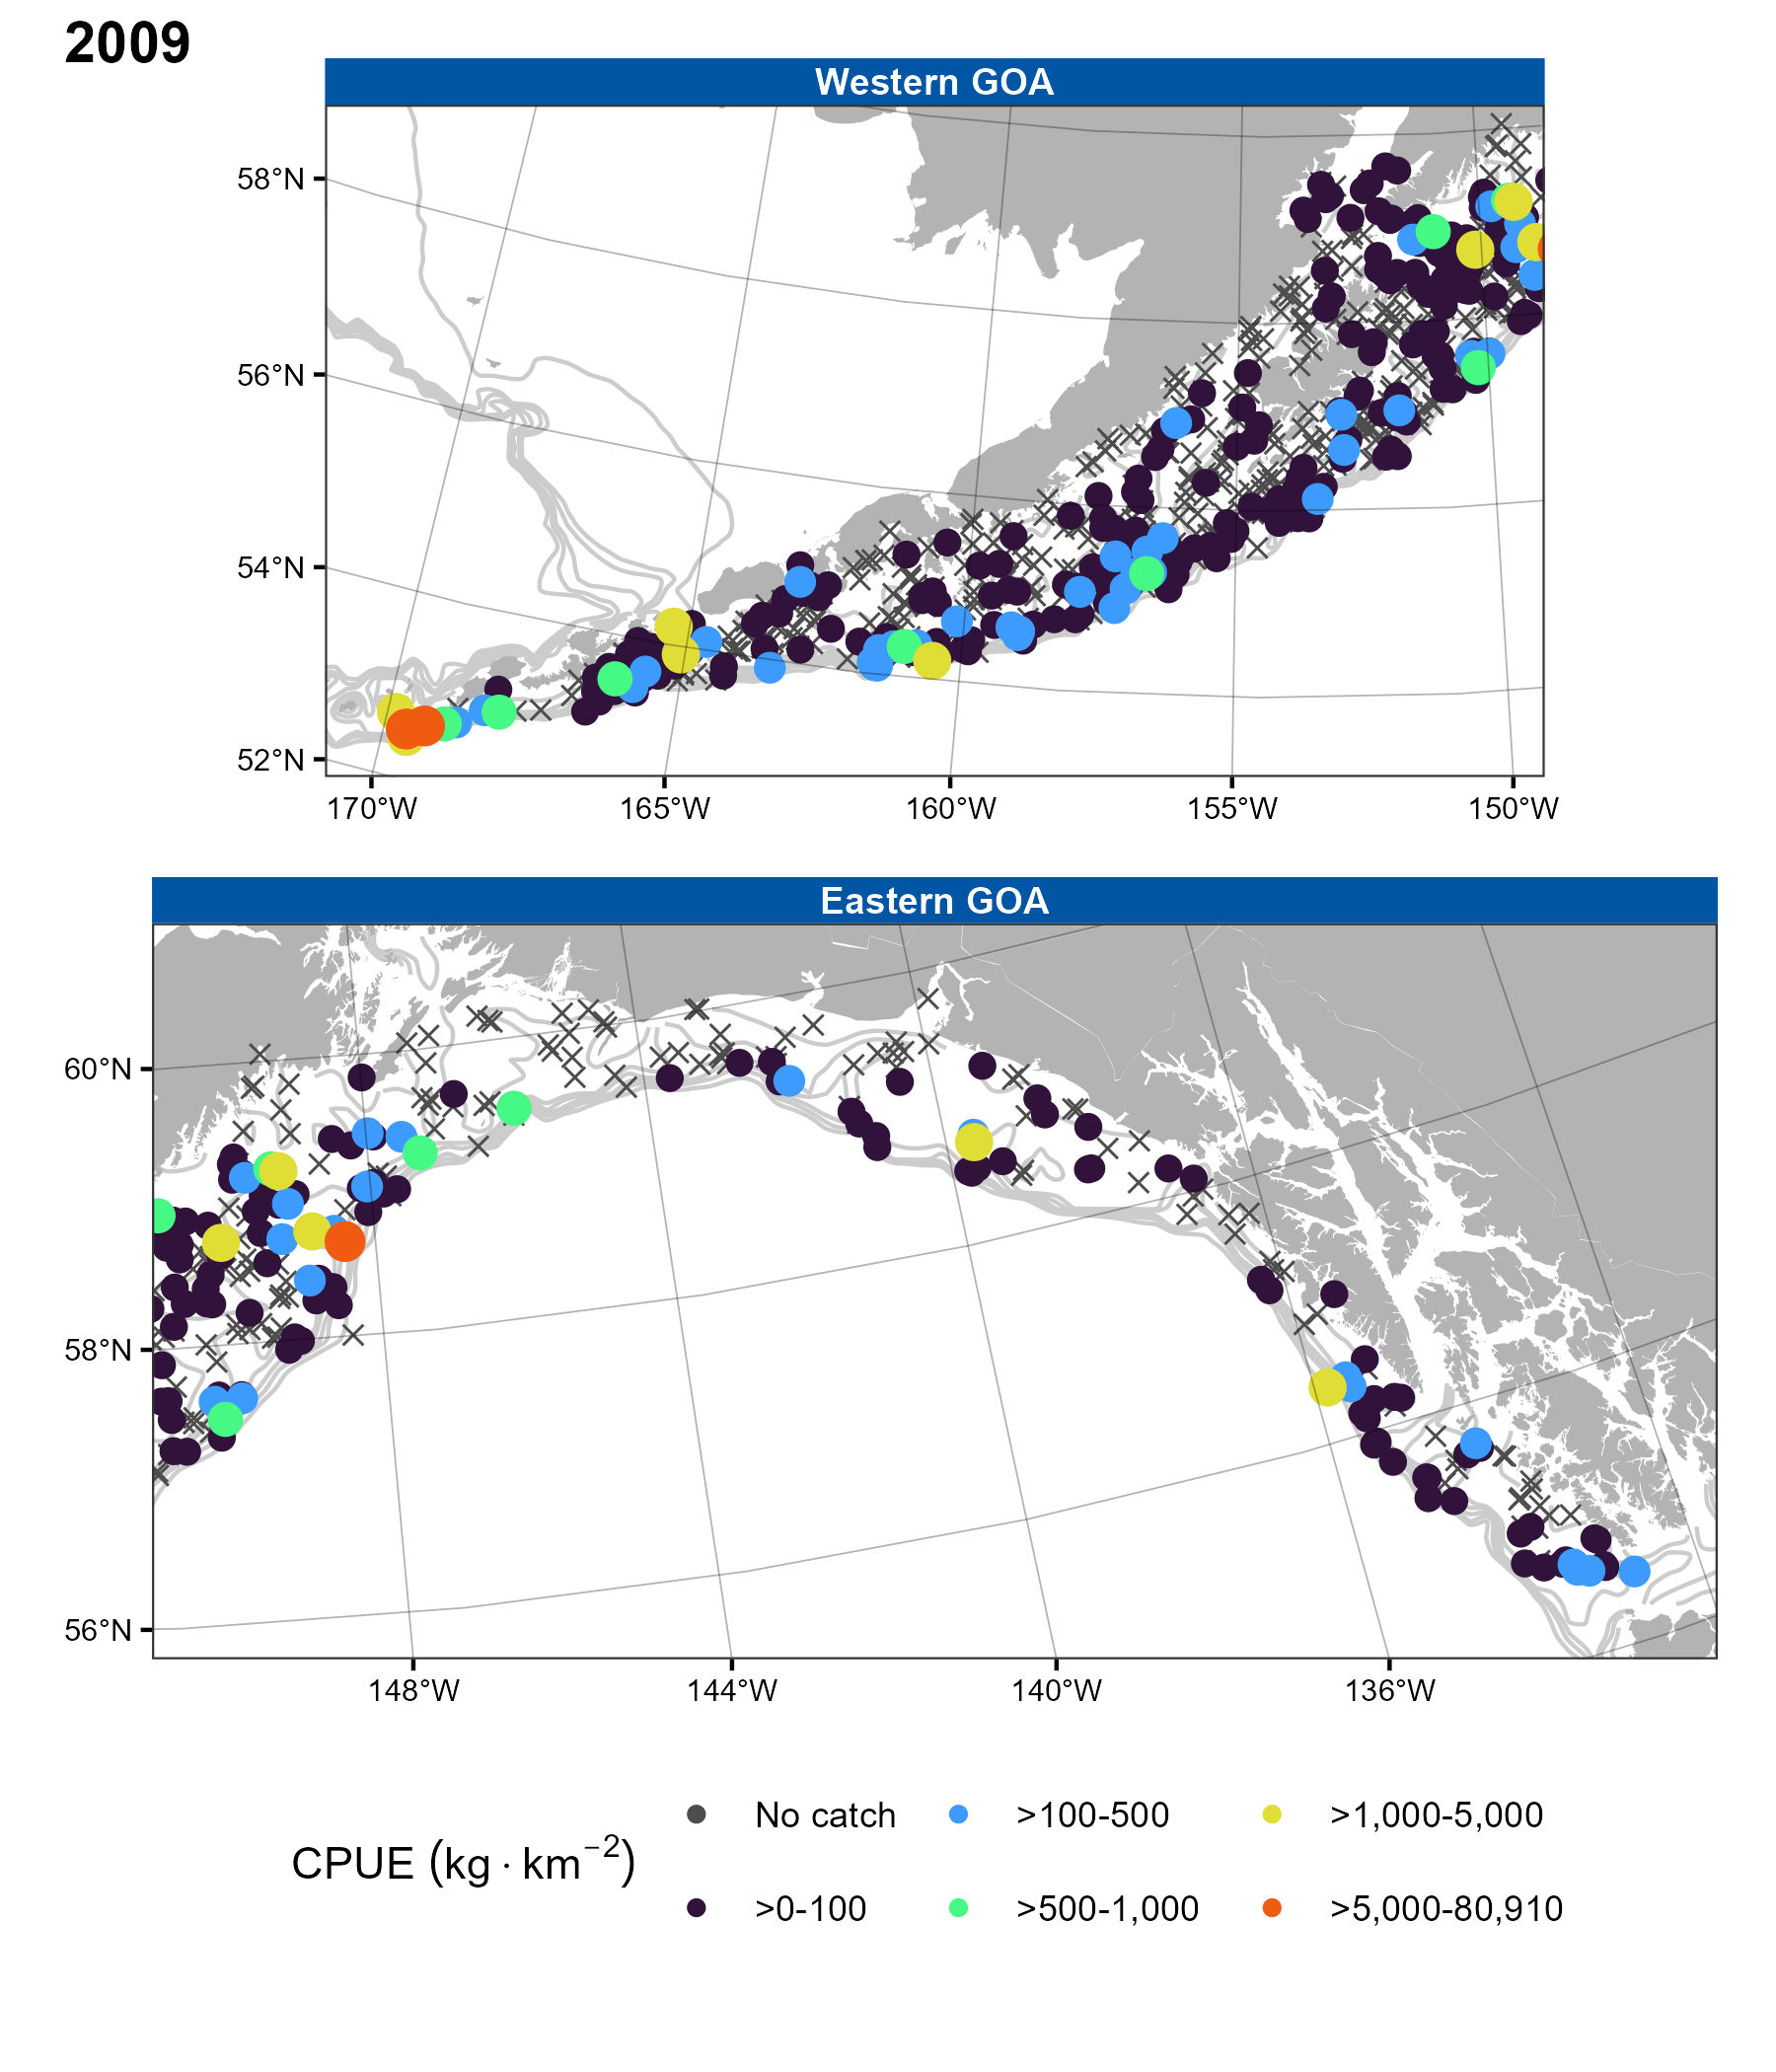 2009
Western GOA
58°N
56°N
54°N
52°N
170°W 165°W 160°W 155°W 150°W
Eastern GOA
60°N
58°N
56°N
148°W 144°W 140°W 136°W
CPUE (kg · km⁻²)
No catch >100-500 >1,000-5,000
>0-100 >500-1,000 >5,000-80,910